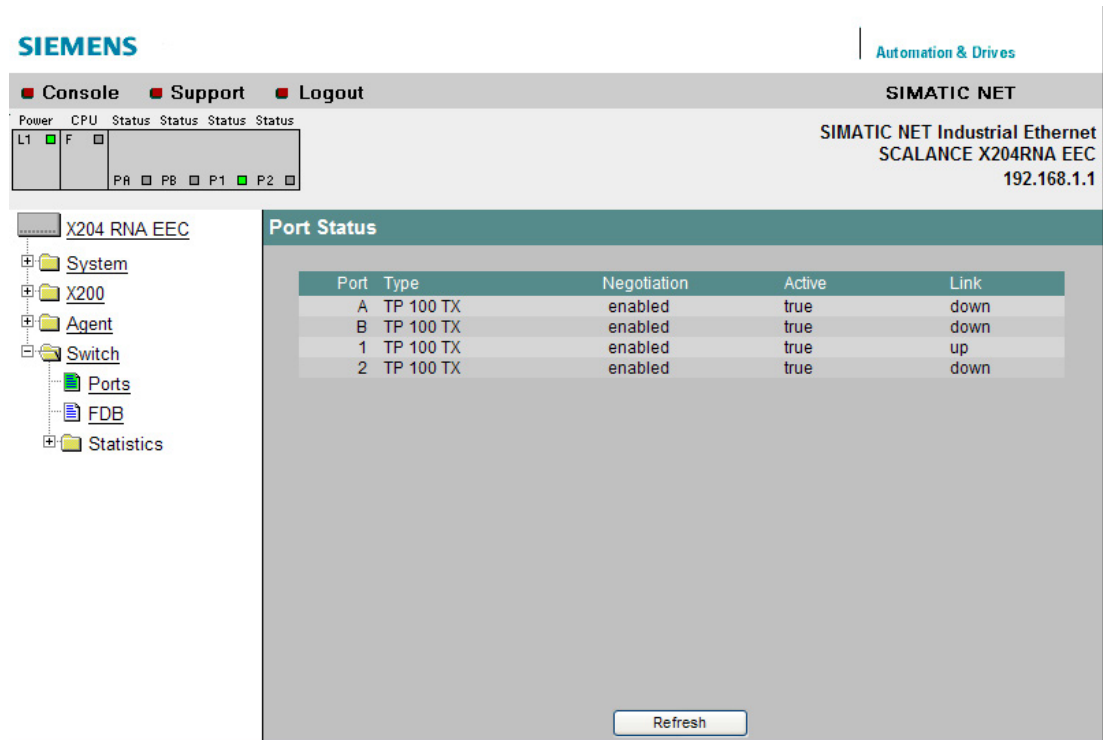 SIEMENS
Automation & Drives
Console Support Logout SIMATIC NET
Power CPU Status Status Status Status
L1 F
PA PB P1 P2
SIMATIC NET Industrial Ethernet
SCALANCE X204RNA EEC
192.168.1.1
X204 RNA EEC
System
X200
Agent
Switch
Ports
FDB
Statistics
Port Status
Port Type Negotiation Active Link
A TP 100 TX enabled true down
B TP 100 TX enabled true down
1 TP 100 TX enabled true up
2 TP 100 TX enabled true down
Refresh